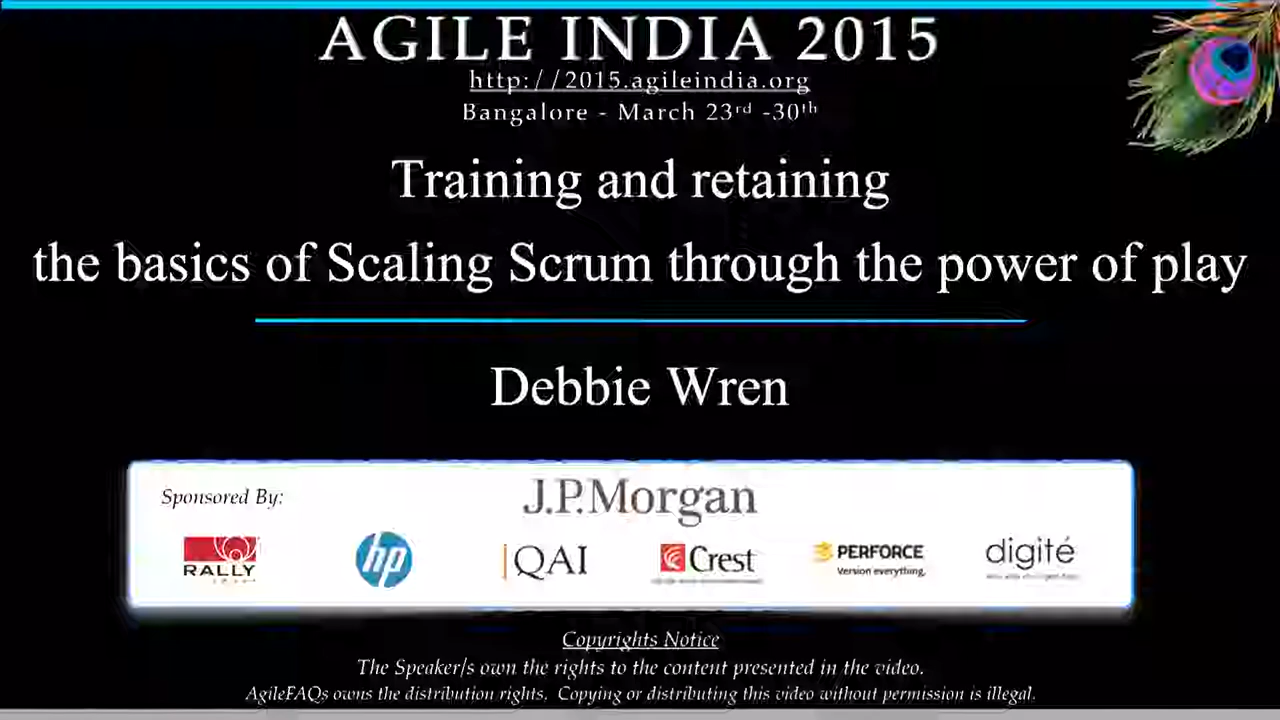 AGILE INDIA 2015
http://2015.agileindia.org
Bangalore - March 23rd -30th
Training and retaining
the basics of Scaling Scrum through the power of play
Debbie Wren
Sponsored By:
J.P.Morgan
RALLY
hp
QAI
Crest
PERFORCE
Version everything.
digité
Copyrights Notice
The Speaker/s own the rights to the content presented in the video.
AgileFAQs owns the distribution rights. Copying or distributing this video without permission is illegal.